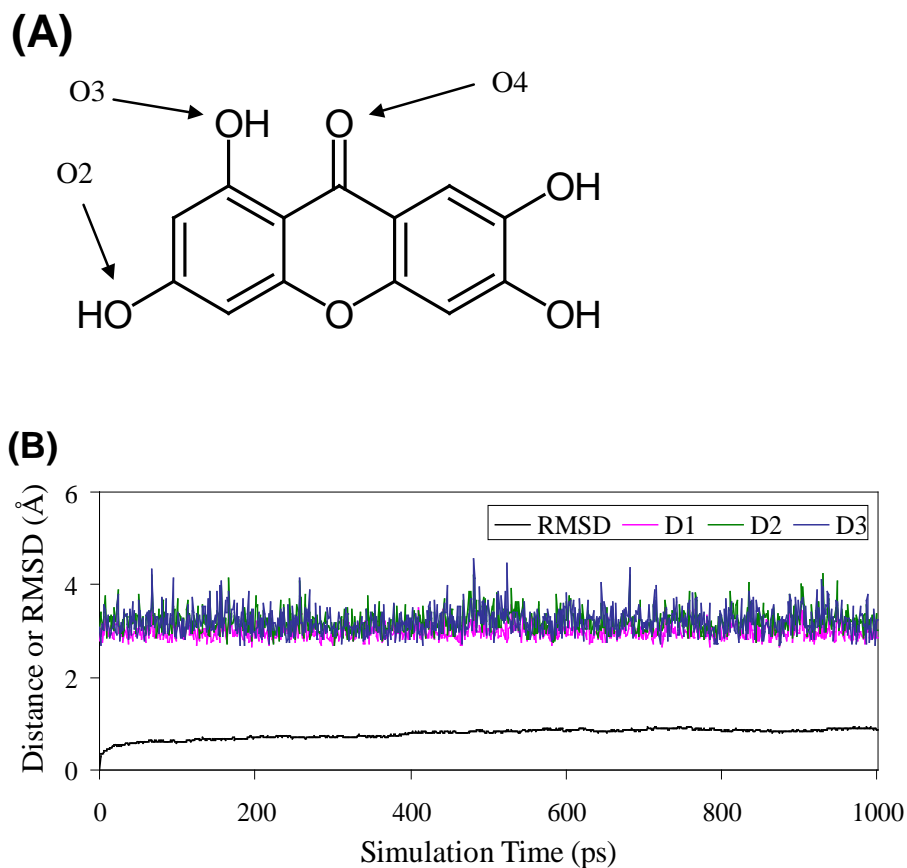 (A)
O3
O4
OH
O
O2
OH
HO
O
OH
(B)
Distance or RMSD (Å)
6
4
2
0
RMSD D1 D2 D3
0 200 400 600 800 1000
Simulation Time (ps)